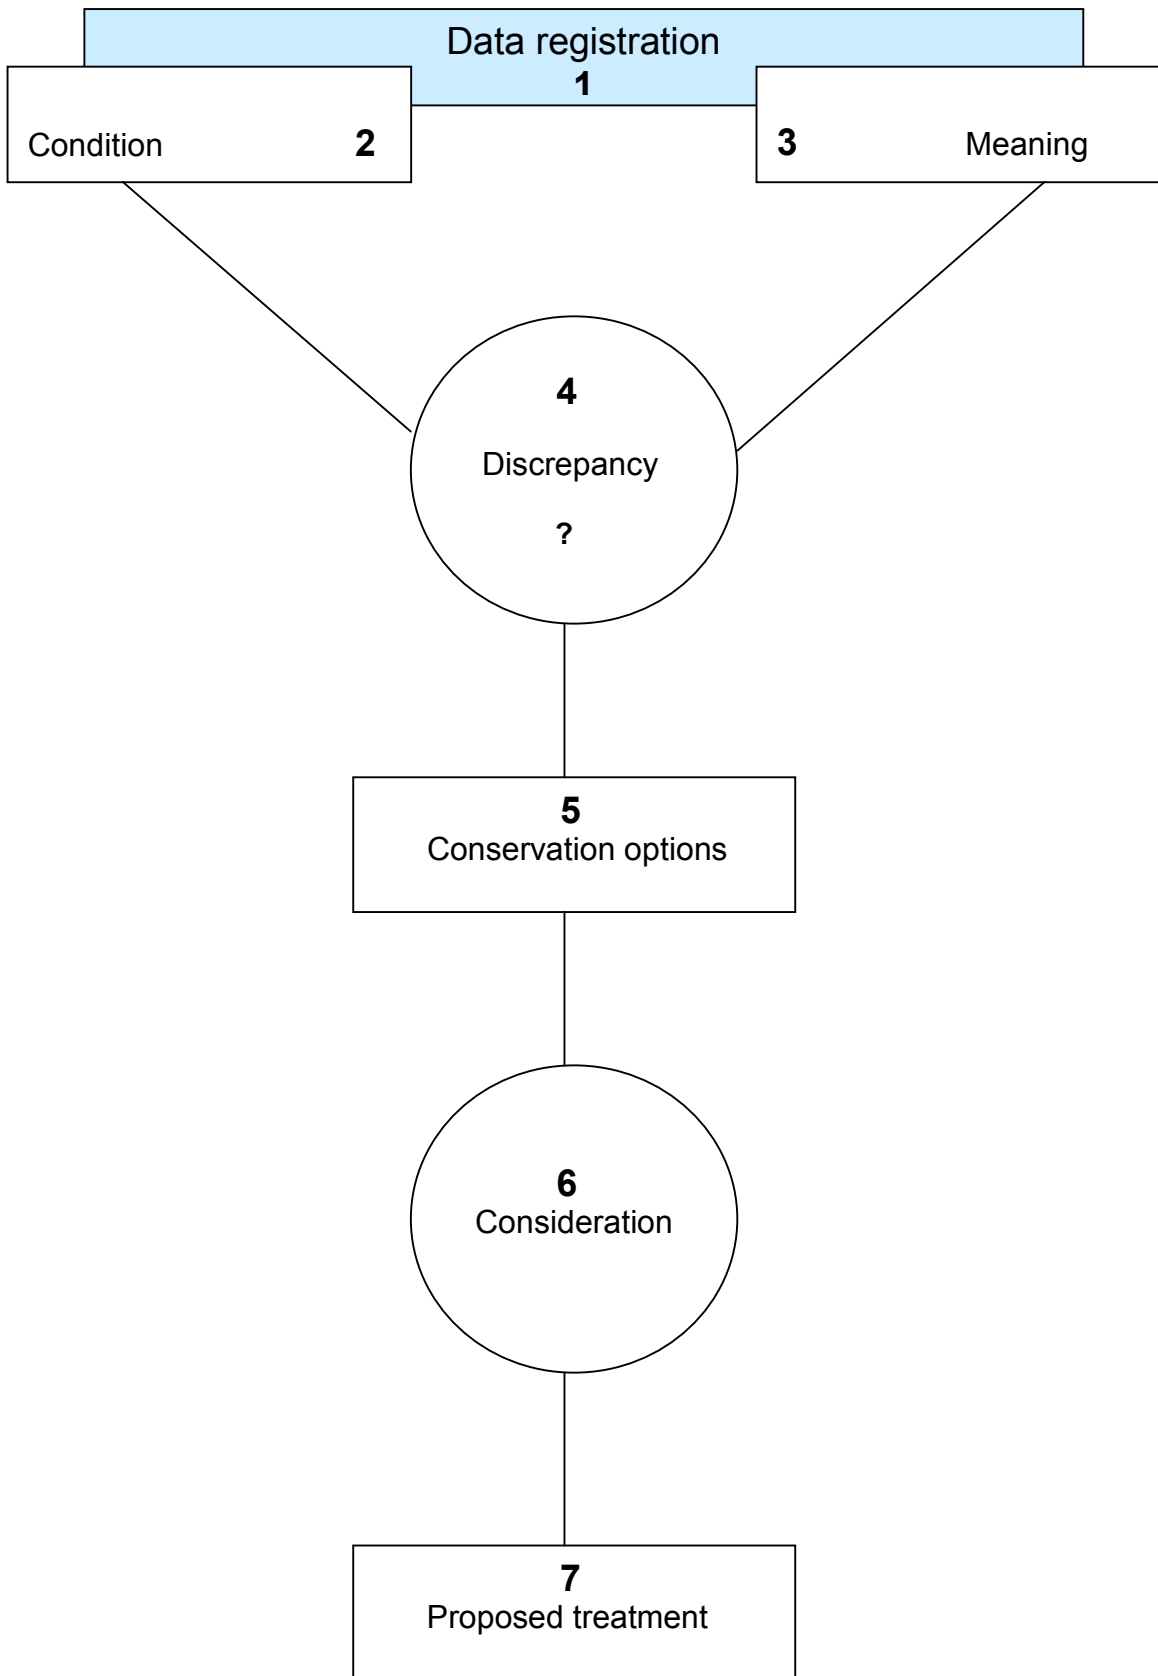 Data registration
1
Condition 2
3 Meaning
4
Discrepancy
?
5
Conservation options
6
Consideration
7
Proposed treatment